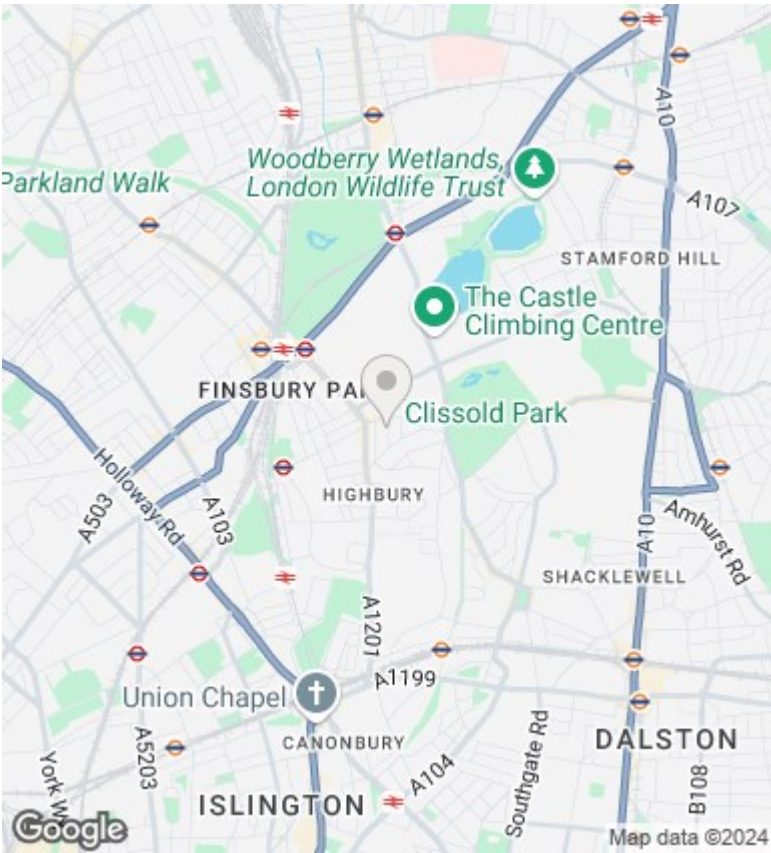 A10
Woodberry Wetlands,
London Wildlife Trust
Parkland Walk
A107
STAMFORD HILL
The Castle
Climbing Centre
FINSBURY PA
Clissold Park
Holloway Rd
A503
A103
HIGHBURY
A10
Amhurst Rd
SHACKLEWELL
A1201
A1199
Union Chapel
CANONBURY
DALSTON
A5203
York W
A104
Southgate Rd
B108
ISLINGTON
Google
Map data ©2024